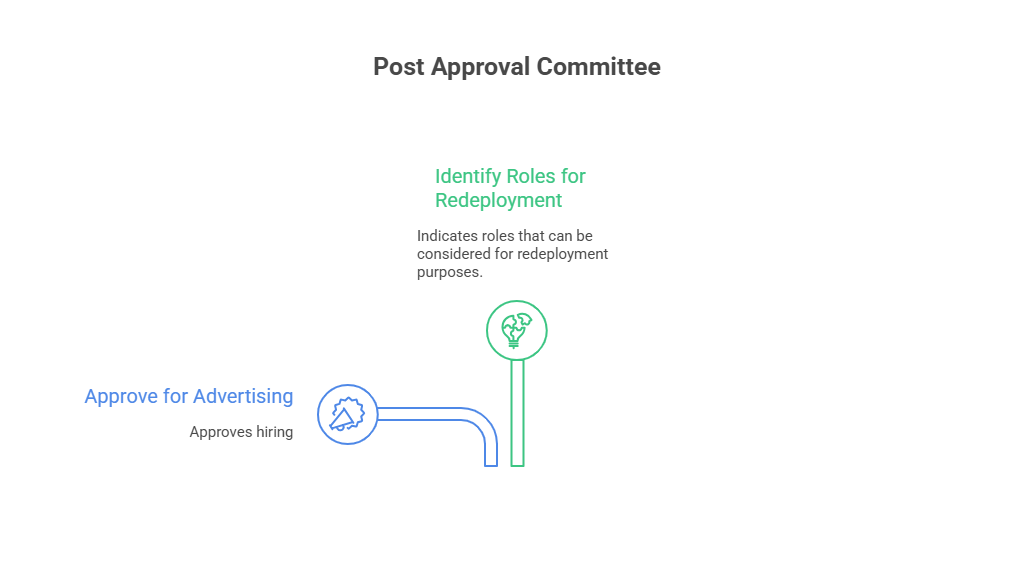 Post Approval Committee
Identify Roles for
Redeployment
Indicates roles that can be
considered for redeployment
purposes.
Approve for Advertising
Approves hiring